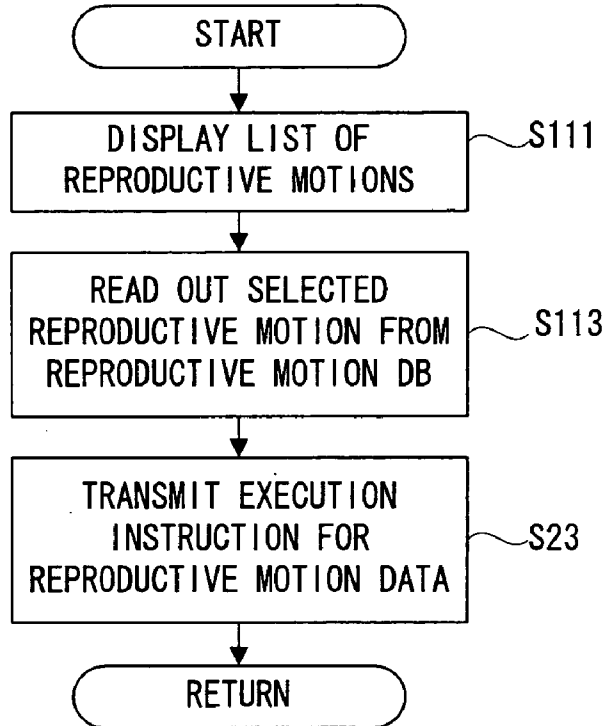 START
DISPLAY LIST OF
REPRODUCTIVE MOTIONS
S111
READ OUT SELECTED
REPRODUCTIVE MOTION FROM
REPRODUCTIVE MOTION DB
S113
TRANSMIT EXECUTION
INSTRUCTION FOR
REPRODUCTIVE MOTION DATA
S23
RETURN